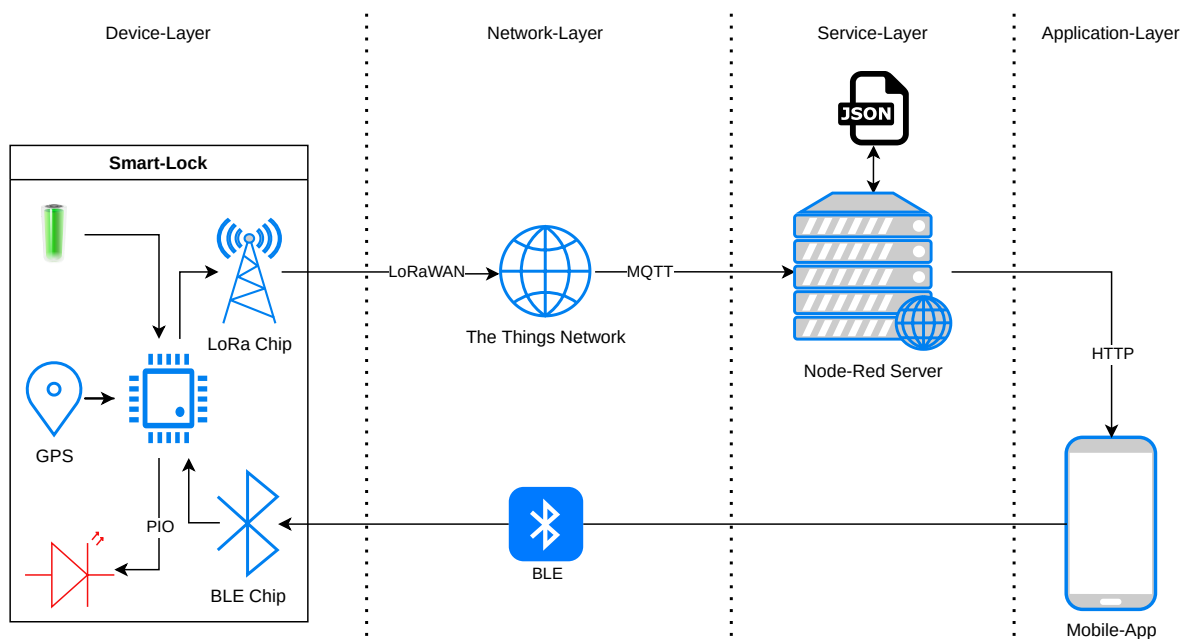 Device-Layer
Network-Layer
Service-Layer
Application-Layer
JSON
Smart-Lock
LoRaWAN
MQTT
The Things Network
LoRa Chip
HTTP
Node-Red Server
GPS
PIO
BLE
BLE Chip
Mobile-App